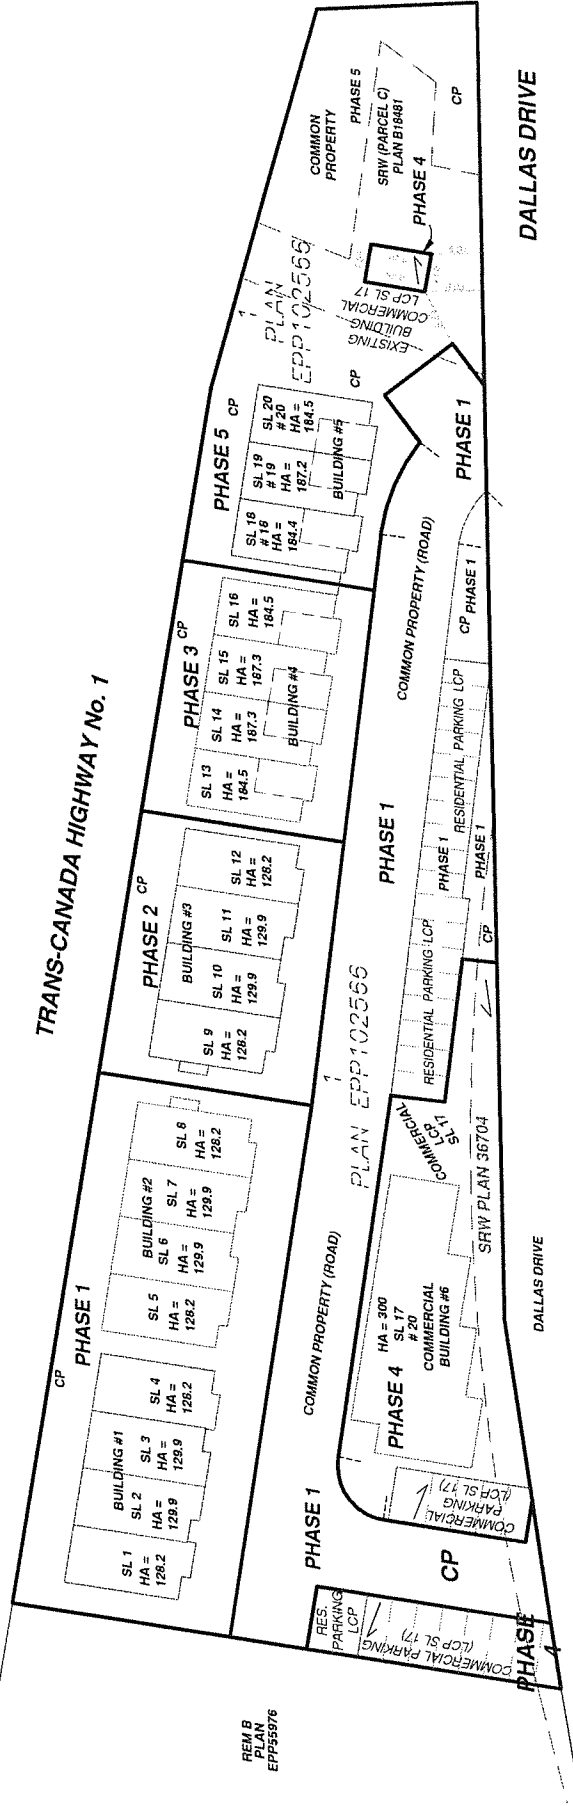 TRANS-CANADA HIGHWAY No. 1
COMMON
PROPERTY
PHASE 5
SRW (PARCEL C)
PLAN B18481
PHASE 4
CP
DALLAS DRIVE
1
PLAN
EPP102566
EXISTING
BUILDING
COMMERCIAL
LCP SL 17
CP
PHASE 5
CP
SL 20
# 20
HA =
184.5
SL 19
# 19
HA =
187.2
SL 18
# 18
HA =
184.4
BUILDING #5
PHASE 1
PHASE 3
CP
SL 16
HA =
184.5
SL 15
HA =
187.3
SL 14
HA =
187.3
SL 13
HA =
184.5
BUILDING #4
COMMON PROPERTY (ROAD)
CP
PHASE 1
RESIDENTIAL PARKING LCP
PHASE 1
PHASE 1
PHASE 1
CP
RESIDENTIAL PARKING LCP
PHASE 2
CP
BUILDING #3
SL 12
HA =
128.2
SL 11
HA =
129.9
SL 10
HA =
129.9
SL 9
HA =
128.2
1
PLAN EPP102566
COMMERCIAL
LCP
SL 17
SRW PLAN 36704
PHASE 1
CP
BUILDING #2
SL 8
HA =
128.2
SL 7
HA =
129.9
SL 6
HA =
129.9
SL 5
HA =
128.2
BUILDING #1
SL 4
HA =
128.2
SL 3
HA =
129.9
SL 2
HA =
129.9
SL 1
HA =
128.2
COMMON PROPERTY (ROAD)
HA = 300
SL 17
# 20
COMMERCIAL
BUILDING #6
PHASE 4
DALLAS DRIVE
COMMERCIAL
PARKING
(LCP SL 17)
PHASE 1
CP
RES.
PARKING
LCP
COMMERCIAL PARKING
(LCP SL 17)
PHASE
4
REM B
PLAN
EPP55976